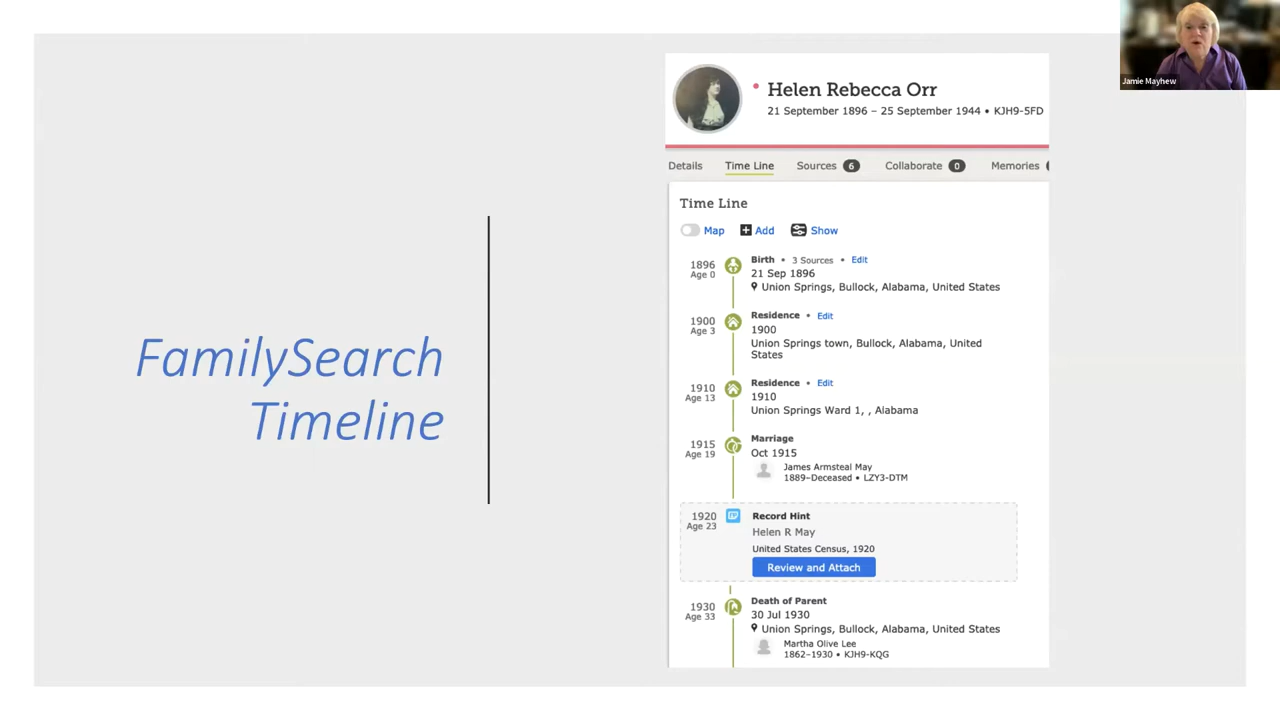 FamilySearch
Timeline
Helen Rebecca Orr
21 September 1896 – 25 September 1944 • KJH9-5FD
Details Time Line Sources 6 Collaborate 0 Memories
Time Line
Map Add Show
1896 Birth • 3 Sources • Edit
Age 0 21 Sep 1896
Union Springs, Bullock, Alabama, United States
1900 Residence • Edit
Age 3 1900
Union Springs town, Bullock, Alabama, United
States
1910 Residence • Edit
Age 13 1910
Union Springs Ward 1, , Alabama
1915 Marriage
Age 19 Oct 1915
James Armsteal May
1889–Deceased • LZY3-DTM
1920 Record Hint
Age 23 Helen R May
United States Census, 1920
Review and Attach
1930 Death of Parent
Age 33 30 Jul 1930
Union Springs, Bullock, Alabama, United States
Martha Olive Lee
1862–1930 • KJH9-KQG
Jamie Mayhew